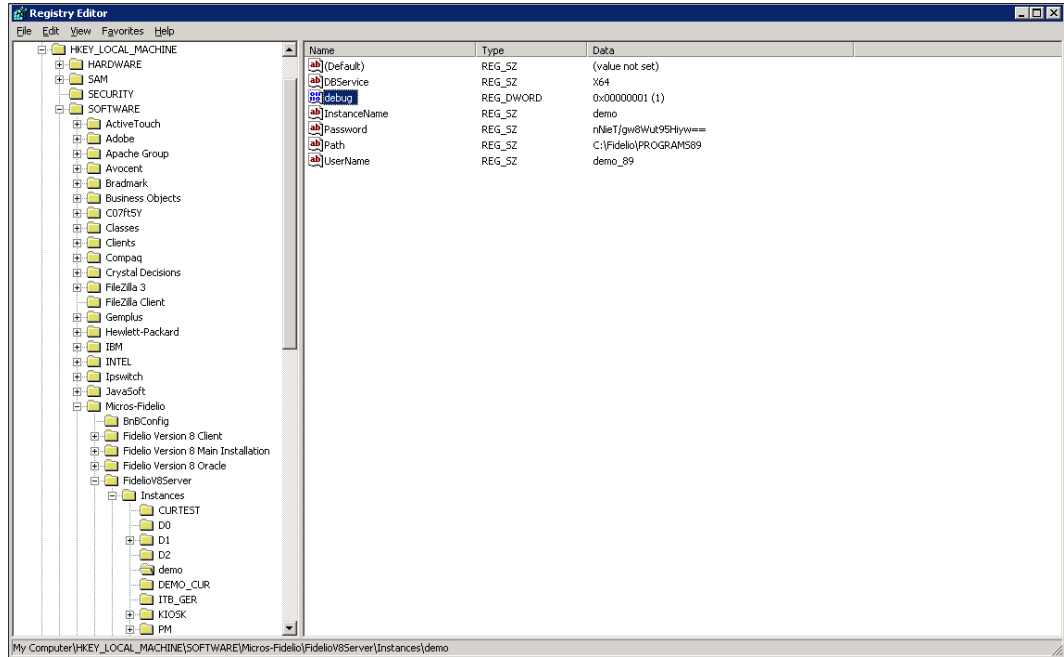 Registry Editor
File Edit View Favorites Help
HKEY_LOCAL_MACHINE
HARDWARE
SAM
SECURITY
SOFTWARE
ActiveTouch
Adobe
Apache Group
Avocent
Bradmark
Business Objects
C07ft5Y
Classes
Clients
Compaq
Crystal Decisions
FileZilla 3
FileZilla Client
Gemplus
Hewlett-Packard
IBM
INTEL
Ipswitch
JavaSoft
Micros-Fidelio
BnBConfig
Fidelio Version 8 Client
Fidelio Version 8 Main Installation
Fidelio Version 8 Oracle
FidelioV8Server
Instances
CURTEST
D0
D1
D2
demo
DEMO_CUR
ITB_GER
KIOSK
PM
Name Type Data
(Default) REG_SZ (value not set)
DBService REG_SZ X64
debug REG_DWORD 0x00000001 (1)
InstanceName REG_SZ demo
Password REG_SZ nNieT/gw8Wut95Hiyw==
Path REG_SZ C:\Fidelio\PROGRAMS89
UserName REG_SZ demo_89
My Computer\HKEY_LOCAL_MACHINE\SOFTWARE\Micros-Fidelio\FidelioV8Server\Instances\demo